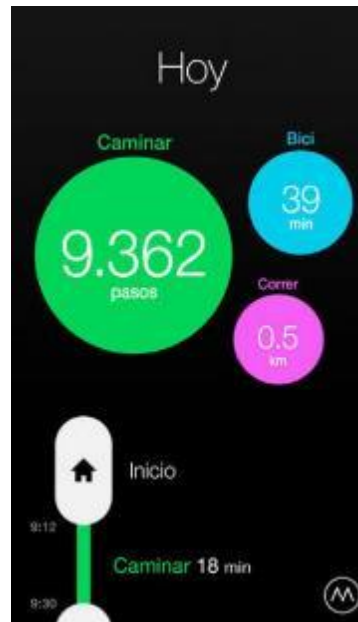 Hoy
Caminar
9.362
pasos
Bici
39
min
Correr
0.5
km
Inicio
9:12
Caminar 18 min
9:30